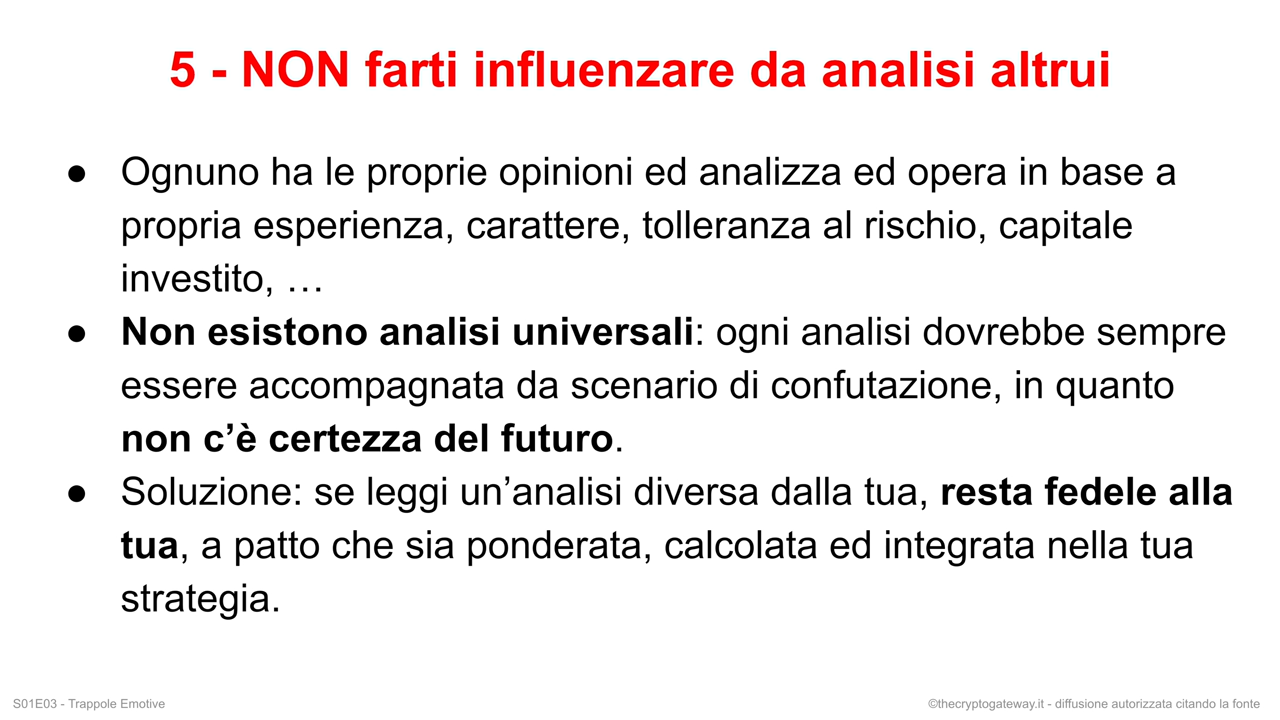 5 - NON farti influenzare da analisi altrui
● Ognuno ha le proprie opinioni ed analizza ed opera in base a
propria esperienza, carattere, tolleranza al rischio, capitale
investito, …
● Non esistono analisi universali: ogni analisi dovrebbe sempre
essere accompagnata da scenario di confutazione, in quanto
non c’è certezza del futuro.
● Soluzione: se leggi un’analisi diversa dalla tua, resta fedele alla
tua, a patto che sia ponderata, calcolata ed integrata nella tua
strategia.
S01E03 - Trappole Emotive
©thecryptogateway.it - diffusione autorizzata citando la fonte